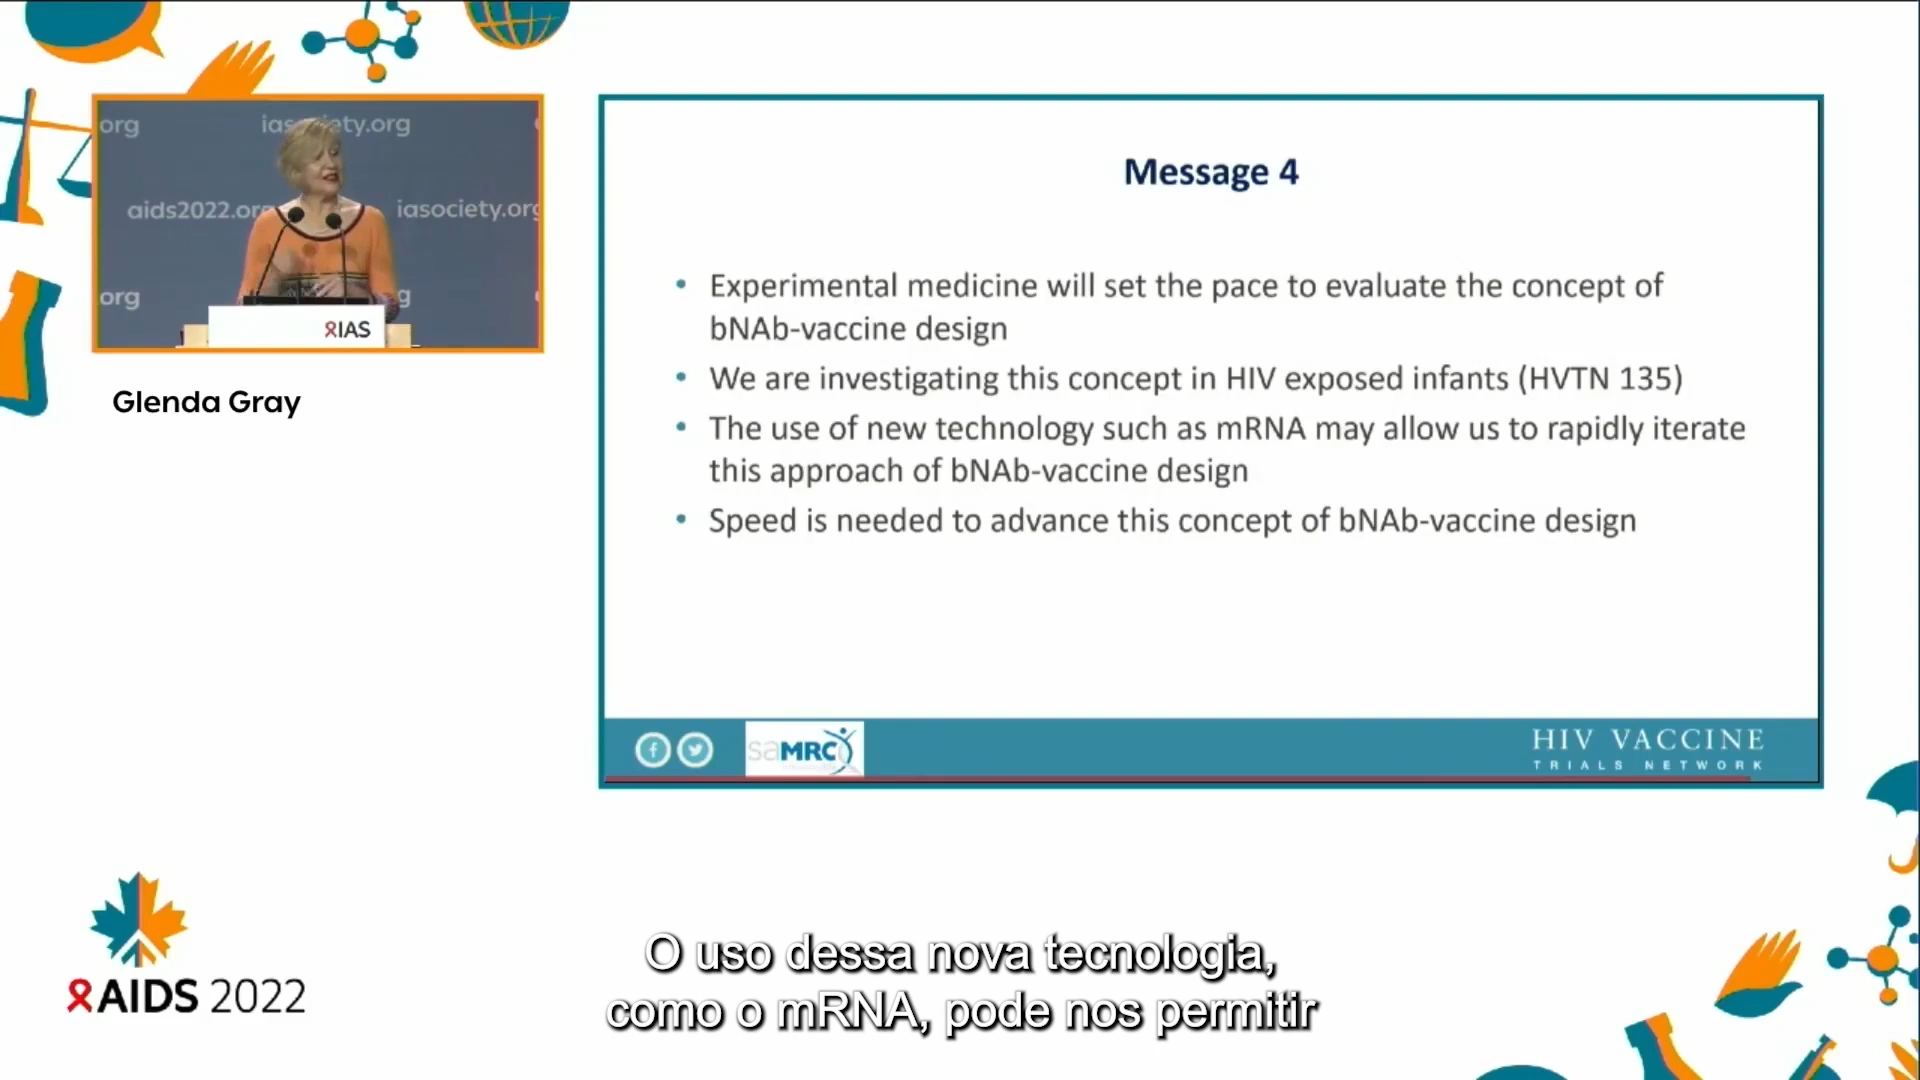 org
iasociety.org
aids2022.org
iasociety.org
org
g
IAS
Glenda Gray
Message 4
• Experimental medicine will set the pace to evaluate the concept of
bNAb-vaccine design
• We are investigating this concept in HIV exposed infants (HVTN 135)
• The use of new technology such as mRNA may allow us to rapidly iterate
this approach of bNAb-vaccine design
• Speed is needed to advance this concept of bNAb-vaccine design
saMRC
HIV VACCINE
TRIALS NETWORK
AIDS 2022
O uso dessa nova tecnologia,
como o mRNA, pode nos permitir